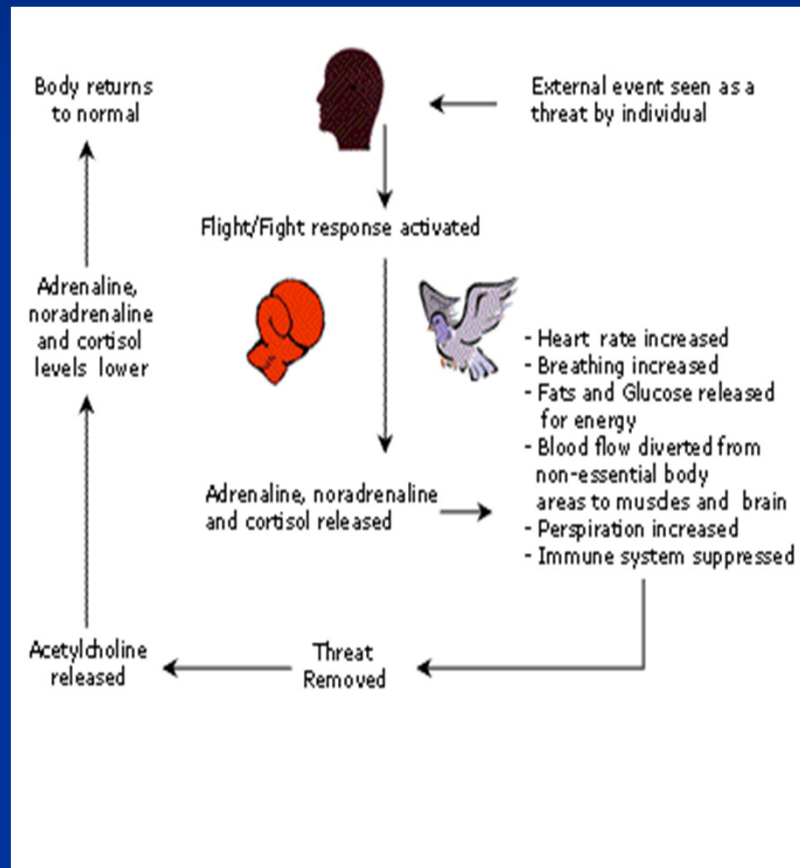 External event seen as a
threat by individual
Flight/Fight response activated
Adrenaline, noradrenaline
and cortisol released
- Heart rate increased
- Breathing increased
- Fats and Glucose released
for energy
- Blood flow diverted from
non-essential body
areas to muscles and brain
- Perspiration increased
- Immune system suppressed
Threat
Removed
Acetylcholine
released
Adrenaline,
noradrenaline
and cortisol
levels lower
Body returns
to normal